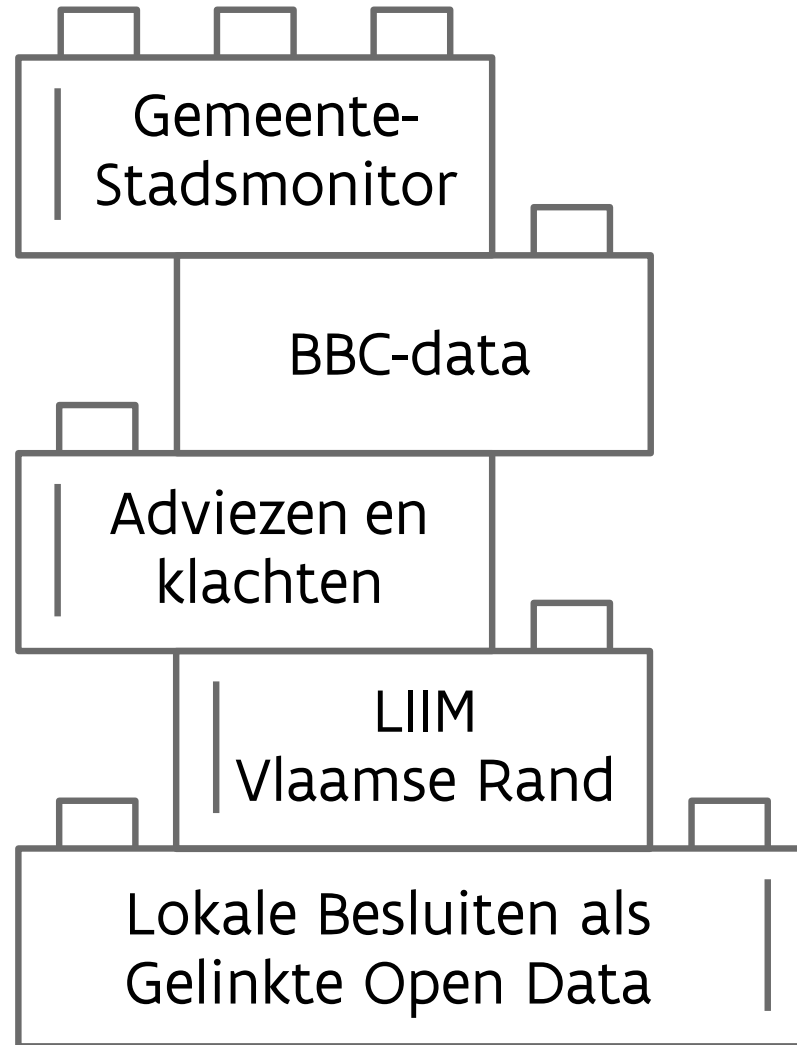 Gemeente-
Stadsmonitor
BBC-data
Adviezen en
klachten
LIIM
Vlaamse Rand
Lokale Besluiten als
Gelinkte Open Data